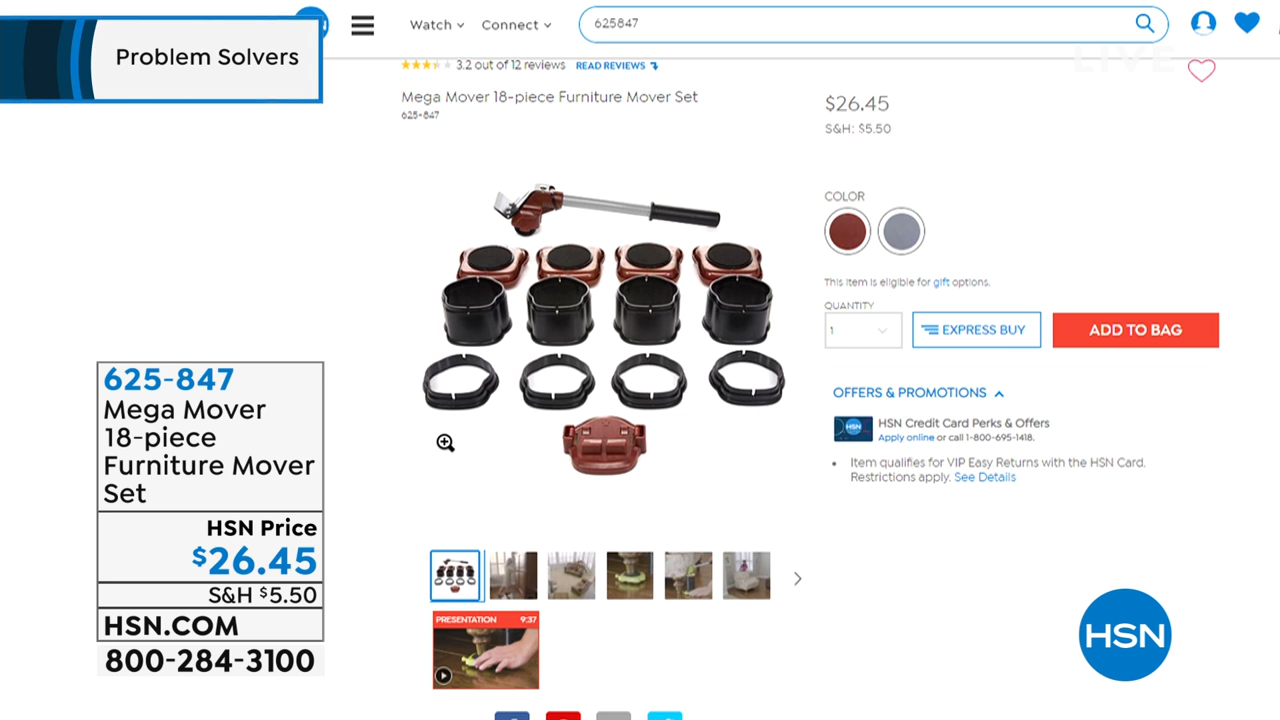 Problem Solvers
Watch
Connect
625847
LIVE
3.2 out of 12 reviews READ REVIEWS
Mega Mover 18-piece Furniture Mover Set
625-847
$26.45
S&H: $5.50
COLOR
This item is eligible for gift options.
QUANTITY
1
EXPRESS BUY
ADD TO BAG
OFFERS & PROMOTIONS
HSN
HSN Credit Card Perks & Offers
Apply online or call 1-800-695-1418.
• Item qualifies for VIP Easy Returns with the HSN Card.
Restrictions apply. See Details
625-847
Mega Mover
18-piece
Furniture Mover
Set
HSN Price
$26.45
S&H $5.50
HSN.COM
800-284-3100
PRESENTATION 9:37
HSN